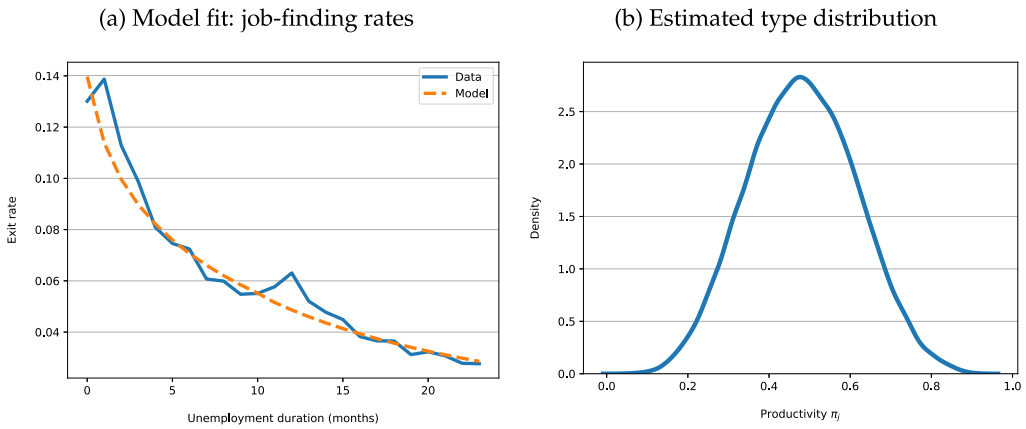 (a) Model fit: job-finding rates
0.14
0.12
0.10
0.08
0.06
0.04
Exit rate
0
5
10
15
20
Unemployment duration (months)
Data
Model
(b) Estimated type distribution
2.5
2.0
1.5
1.0
0.5
0.0
Density
0.0
0.2
0.4
0.6
0.8
1.0
Productivity πj